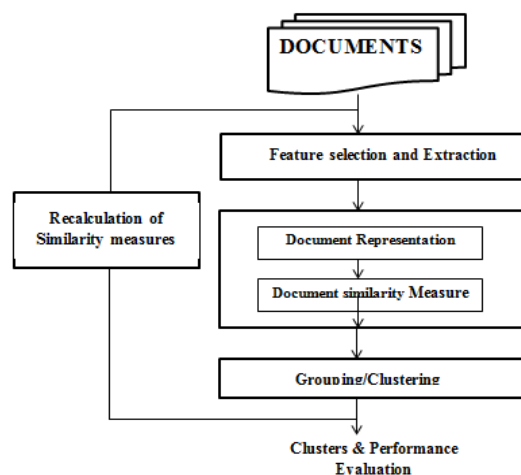 DOCUMENTS
Feature selection and Extraction
Recalculation of
Similarity measures
Document Representation
Document similarity Measure
Grouping/Clustering
Clusters & Performance
Evaluation